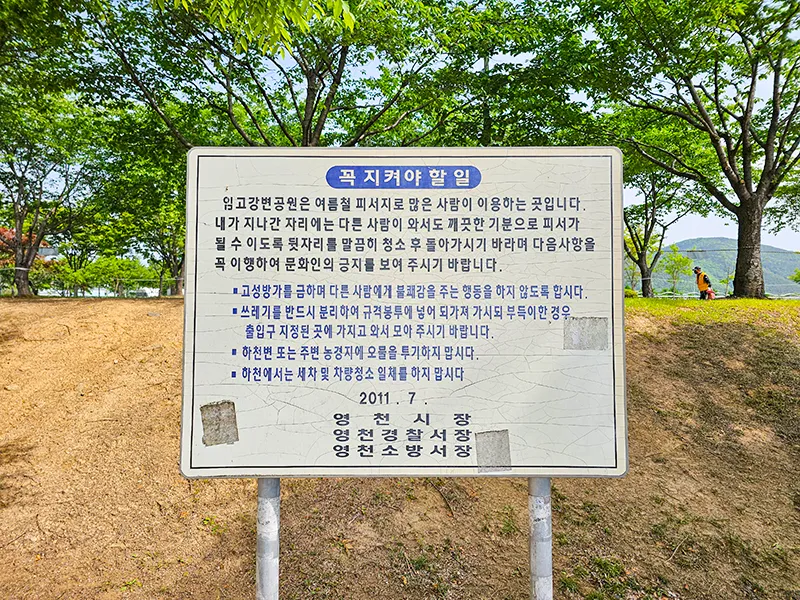 꼭 지켜야 할 일
임고강변공원은 여름철 피서지로 많은 사람이 이용하는 곳입니다.
내가 지나간 자리에는 다른 사람이 와서도 깨끗한 기분으로 피서가
될 수 있도록 뒷자리를 말끔히 청소 후 돌아가시기 바라며 다음사항을
꼭 이행하여 문화인의 긍지를 보여 주시기 바랍니다.
▪ 고성방가를 금하며 다른 사람에게 불쾌감을 주는 행동을 하지 않도록 합시다.
▪ 쓰레기를 반드시 분리하여 규격봉투에 넣어 되가져 가시되 부득이한 경우
출입구 지정된 곳에 가지고 와서 모아 주시기 바랍니다.
▪ 하천변 또는 주변 농경지에 오물을 투기하지 맙시다.
▪ 하천에서는 세차 및 차량청소 일체를 하지 맙시다
2011 . 7 .
영 천 시 장
영천경찰서장
영천소방서장